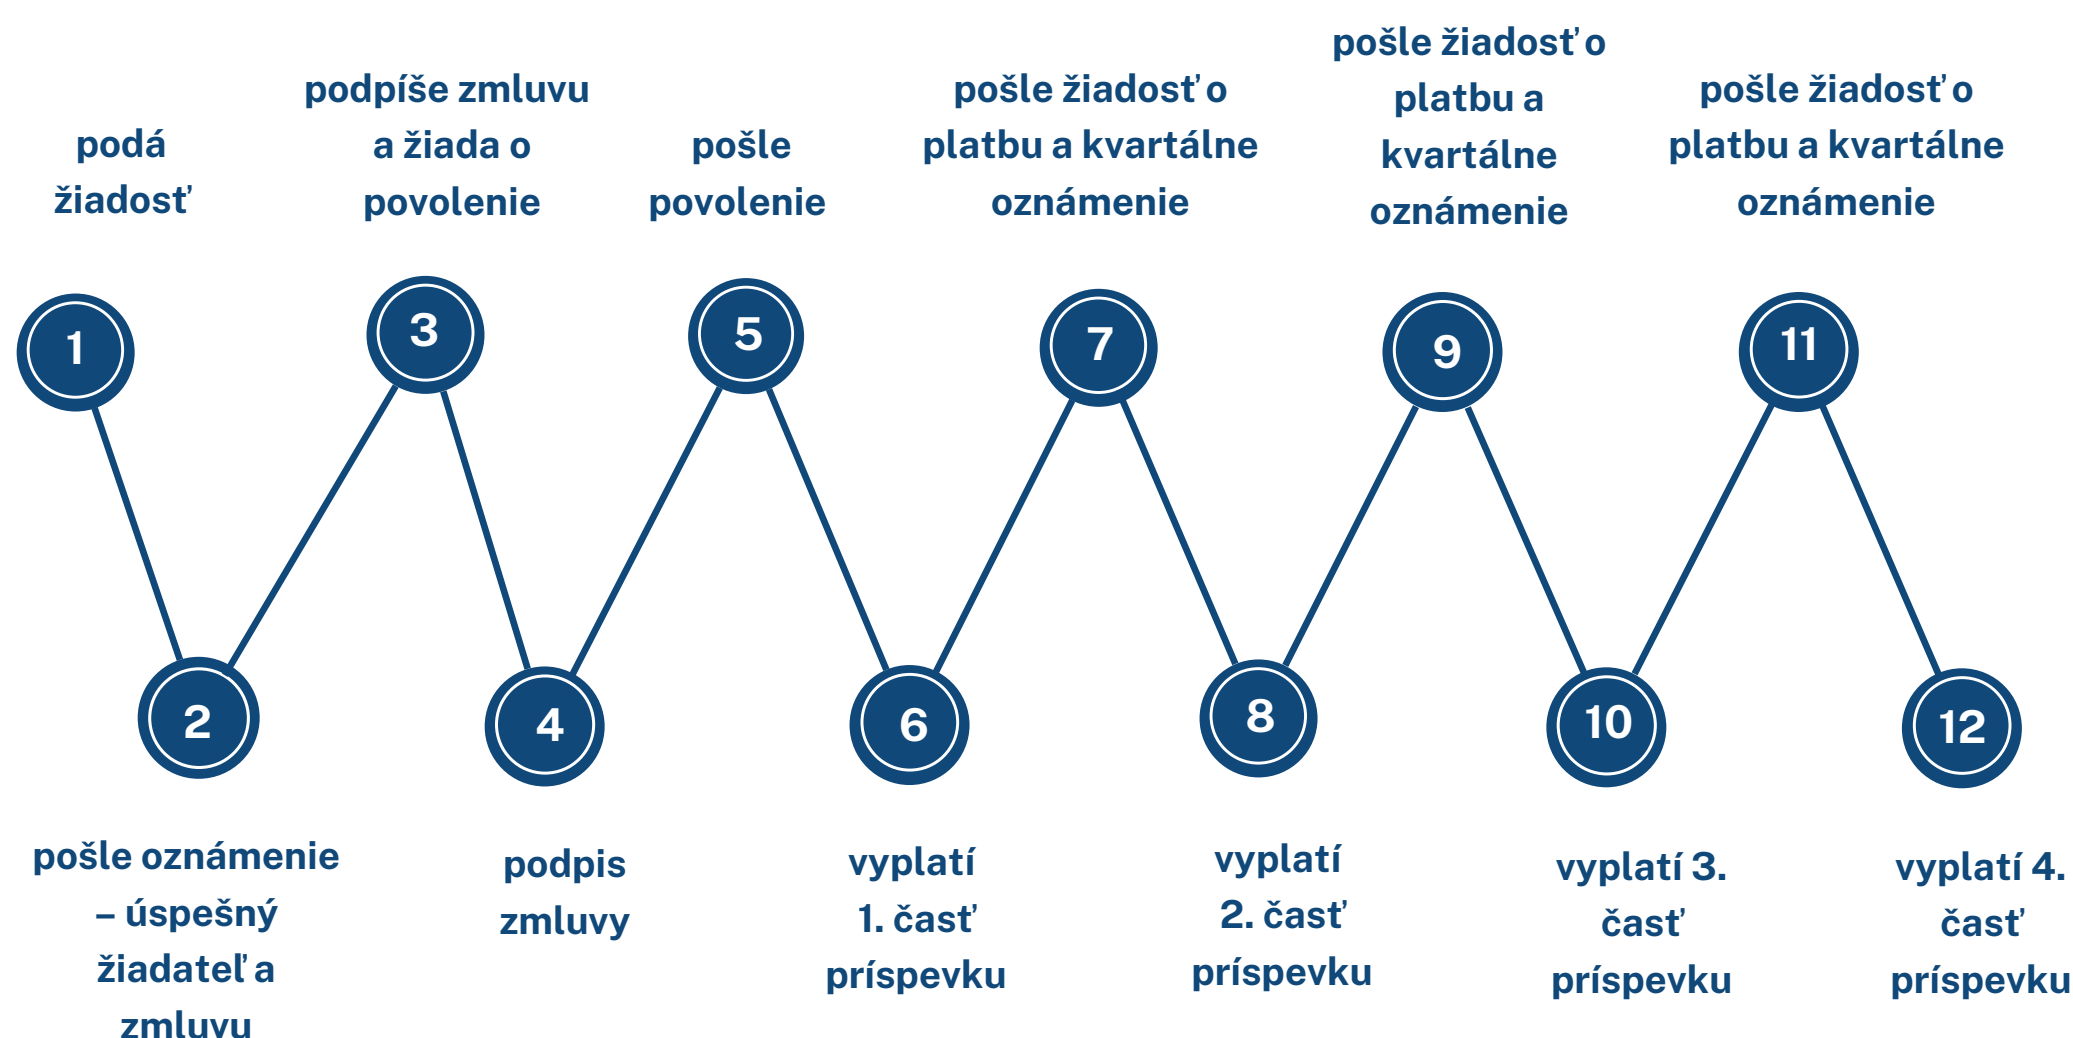 podá
žiadosť
podpíše zmluvu
a žiada o
povolenie
pošle
povolenie
pošle žiadosť o
platbu a kvartálne
oznámenie
pošle žiadosť o
platbu a
kvartálne
oznámenie
pošle žiadosť o
platbu a kvartálne
oznámenie
1
3
5
7
9
11
2
4
6
8
10
12
pošle oznámenie
– úspešný
žiadateľ a
zmluvu
podpis
zmluvy
vyplatí
1. časť
príspevku
vyplatí
2. časť
príspevku
vyplatí 3.
časť
príspevku
vyplatí 4.
časť
príspevku